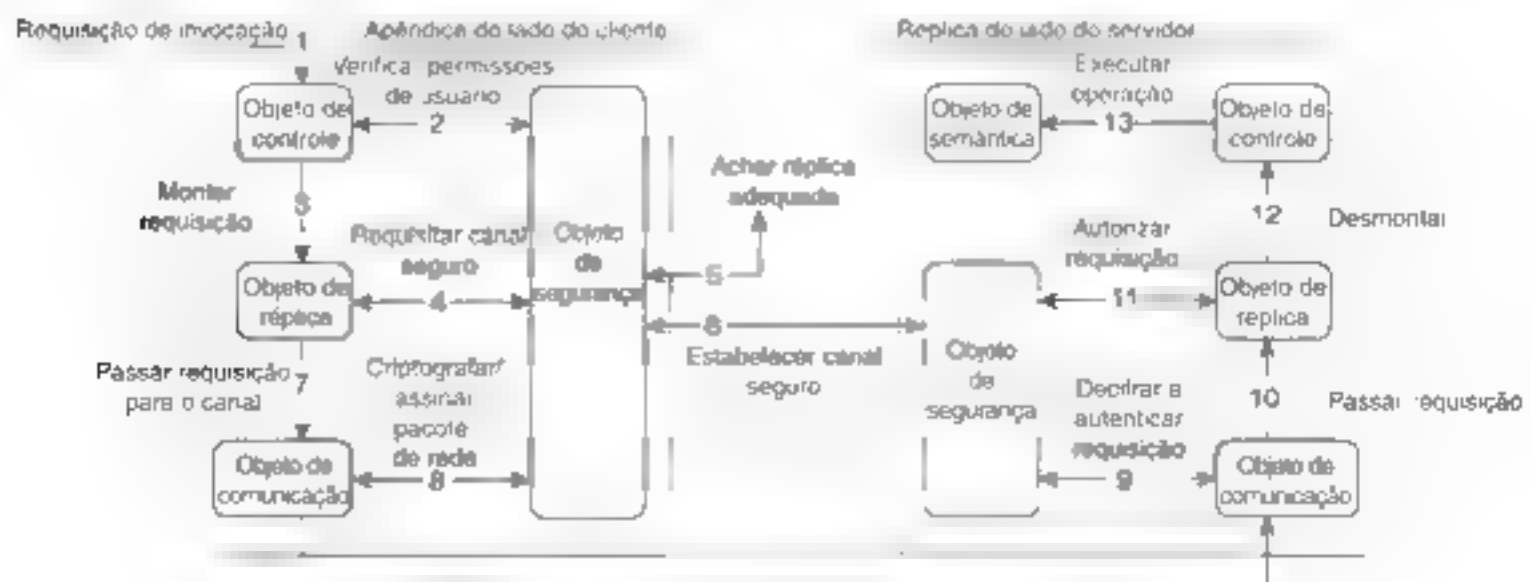 Requisição de invocação
1
Apêndice do lado do cliente
Réplica do lado do servidor
Verificar permissões
de usuário
2
Objeto de
controle
Executar
operação
13
Objeto de
semântica
Objeto de
controle
Montar
requisição
3
Achar réplica
adequada
12
Desmontar
Requisitar canal
seguro
4
Objeto
de
segurança
5
Autorizar
requisição
11
Objeto de
réplica
Objeto de
réplica
6
Estabelecer canal
seguro
Passar requisição
para o canal
7
Criptografar/
assinar
pacote
de rede
8
Objeto
de
segurança
Decifrar e
autenticar
requisição
9
10
Passar requisição
Objeto de
comunicação
Objeto de
comunicação